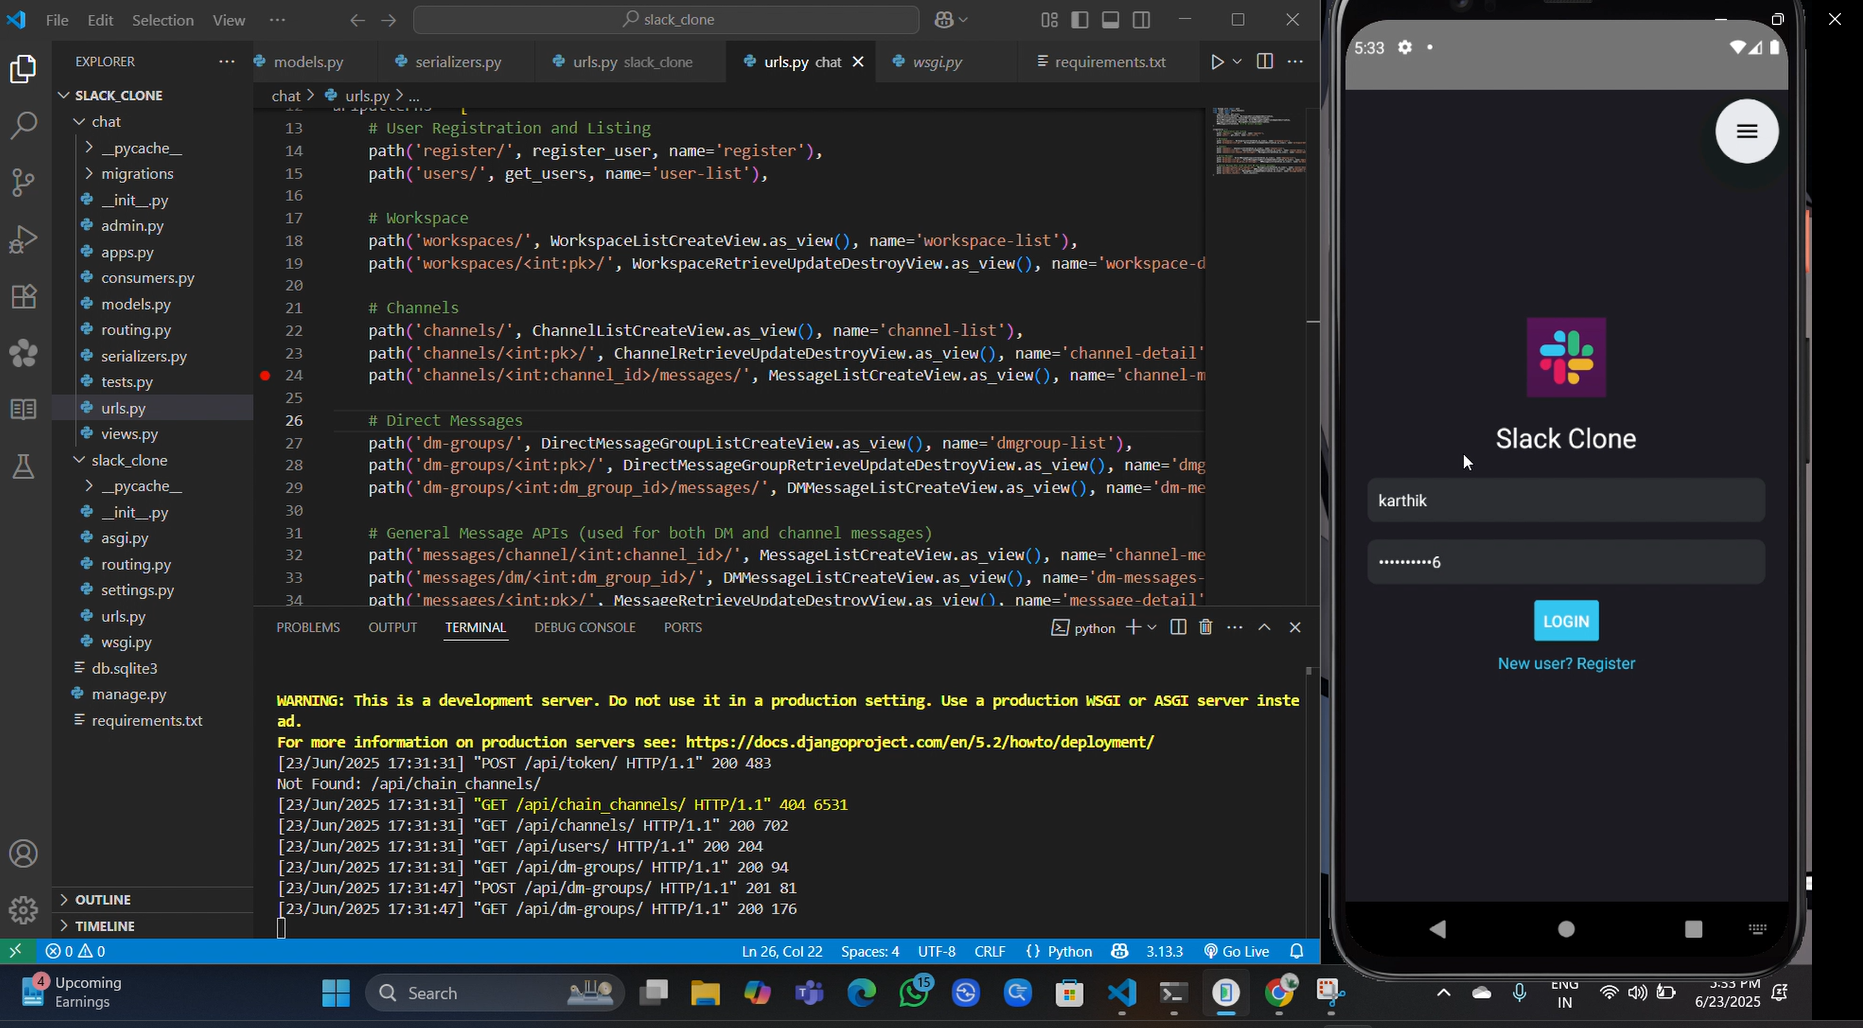 File Edit Selection View ··· slack_clone
EXPLORER ···
SLACK_CLONE
chat
__pycache__
migrations
__init__.py
admin.py
apps.py
consumers.py
models.py
routing.py
serializers.py
tests.py
urls.py
views.py
slack_clone
__pycache__
__init__.py
asgi.py
routing.py
settings.py
urls.py
wsgi.py
db.sqlite3
manage.py
requirements.txt
OUTLINE
TIMELINE
models.py serializers.py urls.py slack_clone urls.py chat wsgi.py requirements.txt
chat > urls.py > ...
13 # User Registration and Listing
14 path('register/', register_user, name='register'),
15 path('users/', get_users, name='user-list'),
16
17 # Workspace
18 path('workspaces/', WorkspaceListCreateView.as_view(), name='workspace-list'),
19 path('workspaces/<int:pk>/', WorkspaceRetrieveUpdateDestroyView.as_view(), name='workspace-d
20
21 # Channels
22 path('channels/', ChannelListCreateView.as_view(), name='channel-list'),
23 path('channels/<int:pk>/', ChannelRetrieveUpdateDestroyView.as_view(), name='channel-detail'
24 path('channels/<int:channel_id>/messages/', MessageListCreateView.as_view(), name='channel-m
25
26 # Direct Messages
27 path('dm-groups/', DirectMessageGroupListCreateView.as_view(), name='dmgroup-list'),
28 path('dm-groups/<int:pk>/', DirectMessageGroupRetrieveUpdateDestroyView.as_view(), name='dmg
29 path('dm-groups/<int:dm_group_id>/messages/', DMMessageListCreateView.as_view(), name='dm-me
30
31 # General Message APIs (used for both DM and channel messages)
32 path('messages/channel/<int:channel_id>/', MessageListCreateView.as_view(), name='channel-me
33 path('messages/dm/<int:dm_group_id>/', DMMessageListCreateView.as_view(), name='dm-messages-
34 path('messages/<int:pk>/', MessageRetrieveUpdateDestroyView.as_view(), name='message-detail'
PROBLEMS OUTPUT TERMINAL DEBUG CONSOLE PORTS python
WARNING: This is a development server. Do not use it in a production setting. Use a production WSGI or ASGI server inste
ad.
For more information on production servers see: https://docs.djangoproject.com/en/5.2/howto/deployment/
[23/Jun/2025 17:31:31] "POST /api/token/ HTTP/1.1" 200 483
Not Found: /api/chain_channels/
[23/Jun/2025 17:31:31] "GET /api/chain_channels/ HTTP/1.1" 404 6531
[23/Jun/2025 17:31:31] "GET /api/channels/ HTTP/1.1" 200 702
[23/Jun/2025 17:31:31] "GET /api/users/ HTTP/1.1" 200 204
[23/Jun/2025 17:31:31] "GET /api/dm-groups/ HTTP/1.1" 200 94
[23/Jun/2025 17:31:47] "POST /api/dm-groups/ HTTP/1.1" 201 81
[23/Jun/2025 17:31:47] "GET /api/dm-groups/ HTTP/1.1" 200 176
0 0 Ln 26, Col 22 Spaces: 4 UTF-8 CRLF {} Python 3.13.3 Go Live
5:33
Slack Clone
karthik
••••••••••6
LOGIN
New user? Register
4 Upcoming
Earnings
Search
15
ENG
IN
5:33 PM
6/23/2025